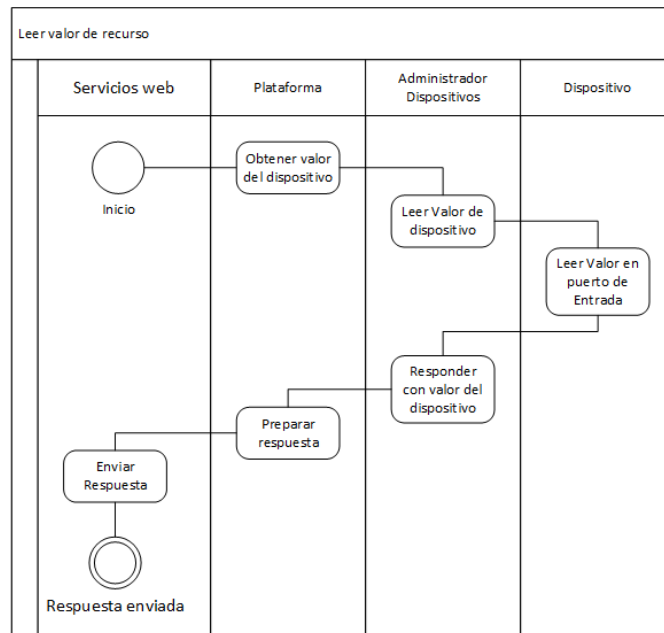 Leer valor de recurso
Servicios web
Plataforma
Administrador
Dispositivos
Dispositivo
Inicio
Obtener valor
del dispositivo
Leer Valor de
dispositivo
Leer Valor en
puerto de
Entrada
Responder
con valor del
dispositivo
Preparar
respuesta
Enviar
Respuesta
Respuesta enviada